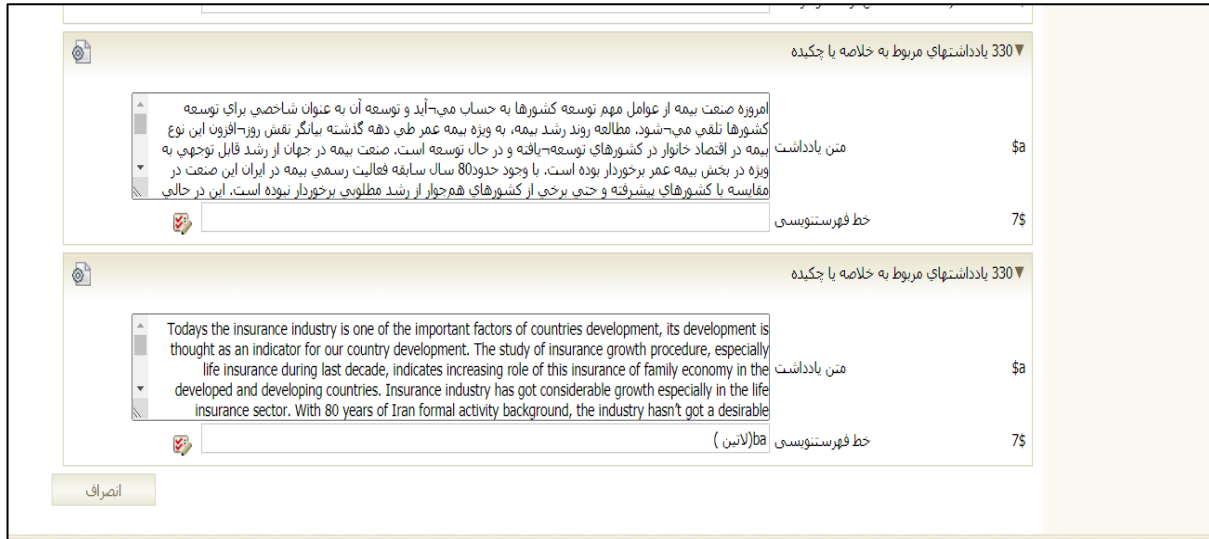 330 يادداشتهاي مربوط به خلاصه يا چكيده
$a
متن يادداشت
امروزه صنعت بيمه از عوامل مهم توسعه كشورها به حساب مي¬آيد و توسعه آن به عنوان شاخصي براي توسعه
كشورها تلقي مي¬شود. مطالعه روند رشد بيمه، به ويژه بيمه عمر طي دهه گذشته بيانگر نقش روز¬افزون اين نوع
بيمه در اقتصاد خانوار در كشورهاي توسعه¬يافته و در حال توسعه است. صنعت بيمه در جهان از رشد قابل توجهي به
ويژه در بخش بيمه عمر برخوردار بوده است. با وجود حدود80 سال سابقه فعاليت رسمي بيمه در ايران اين صنعت در
مقايسه با كشورهاي پيشرفته و حتي برخي از كشورهاي هم‌جوار از رشد مطلوبي برخوردار نبوده است. اين در حالي
7$
خط فهرستنویسی
330 يادداشتهاي مربوط به خلاصه يا چكيده
$a
متن يادداشت
Todays the insurance industry is one of the important factors of countries development, its development is
thought as an indicator for our country development. The study of insurance growth procedure, especially
life insurance during last decade, indicates increasing role of this insurance of family economy in the
developed and developing countries. Insurance industry has got considerable growth especially in the life
insurance sector. With 80 years of Iran formal activity background, the industry hasn't got a desirable
7$
خط فهرستنویسی
ba(لاتين )
انصراف